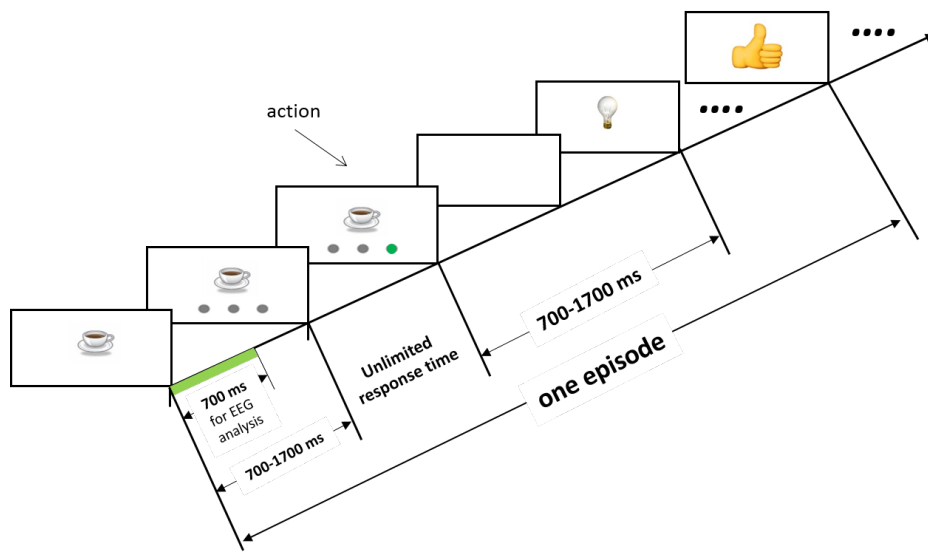 action
700 ms
for EEG
analysis
700-1700 ms
Unlimited
response time
700-1700 ms
one episode